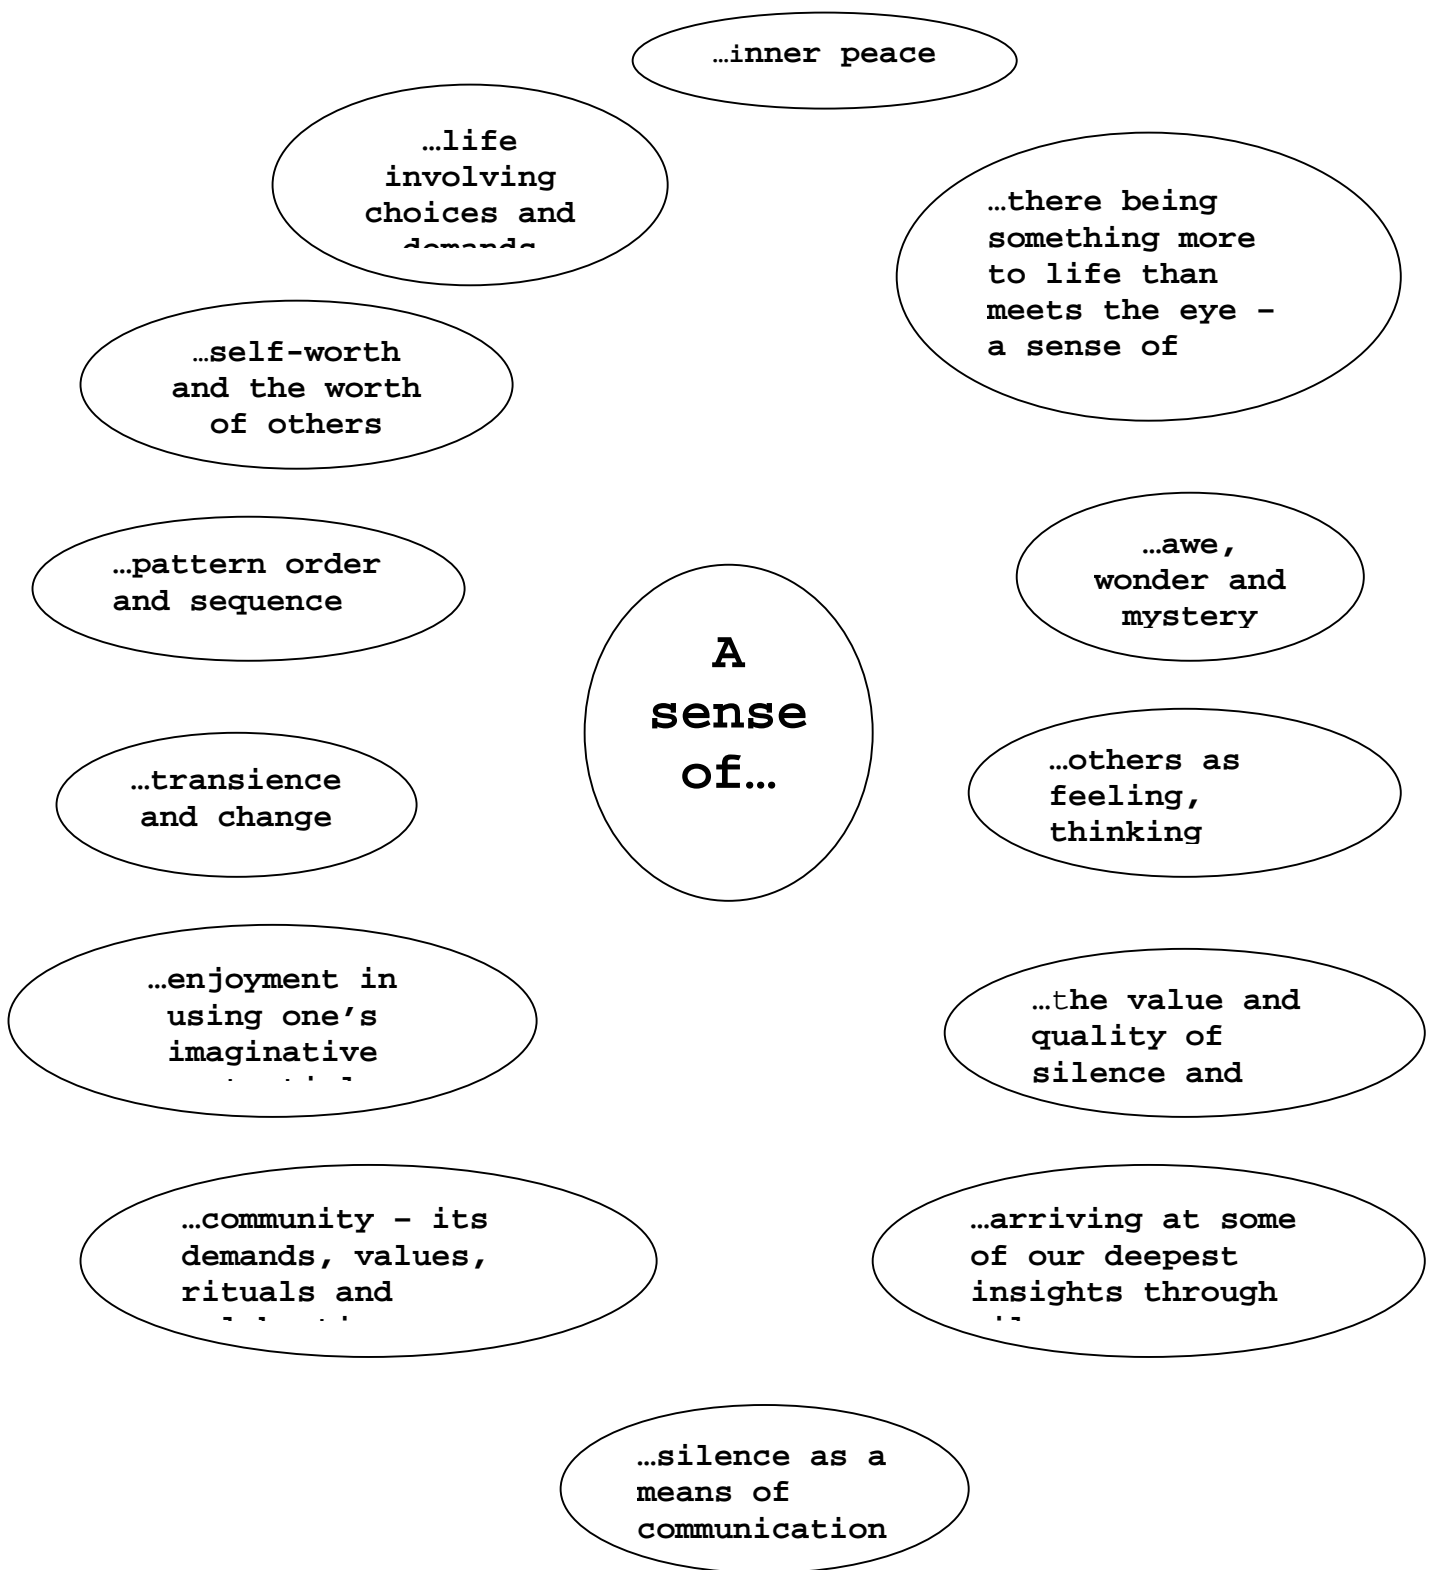 …inner peace
…life
involving
choices and
demands
…there being
something more
to life than
meets the eye –
a sense of
…self-worth
and the worth
of others
…pattern order
and sequence
…awe,
wonder and
mystery
A
sense
of…
…transience
and change
…others as
feeling,
thinking
…enjoyment in
using one’s
imaginative
…the value and
quality of
silence and
…community – its
demands, values,
rituals and
…arriving at some
of our deepest
insights through
…silence as a
means of
communication